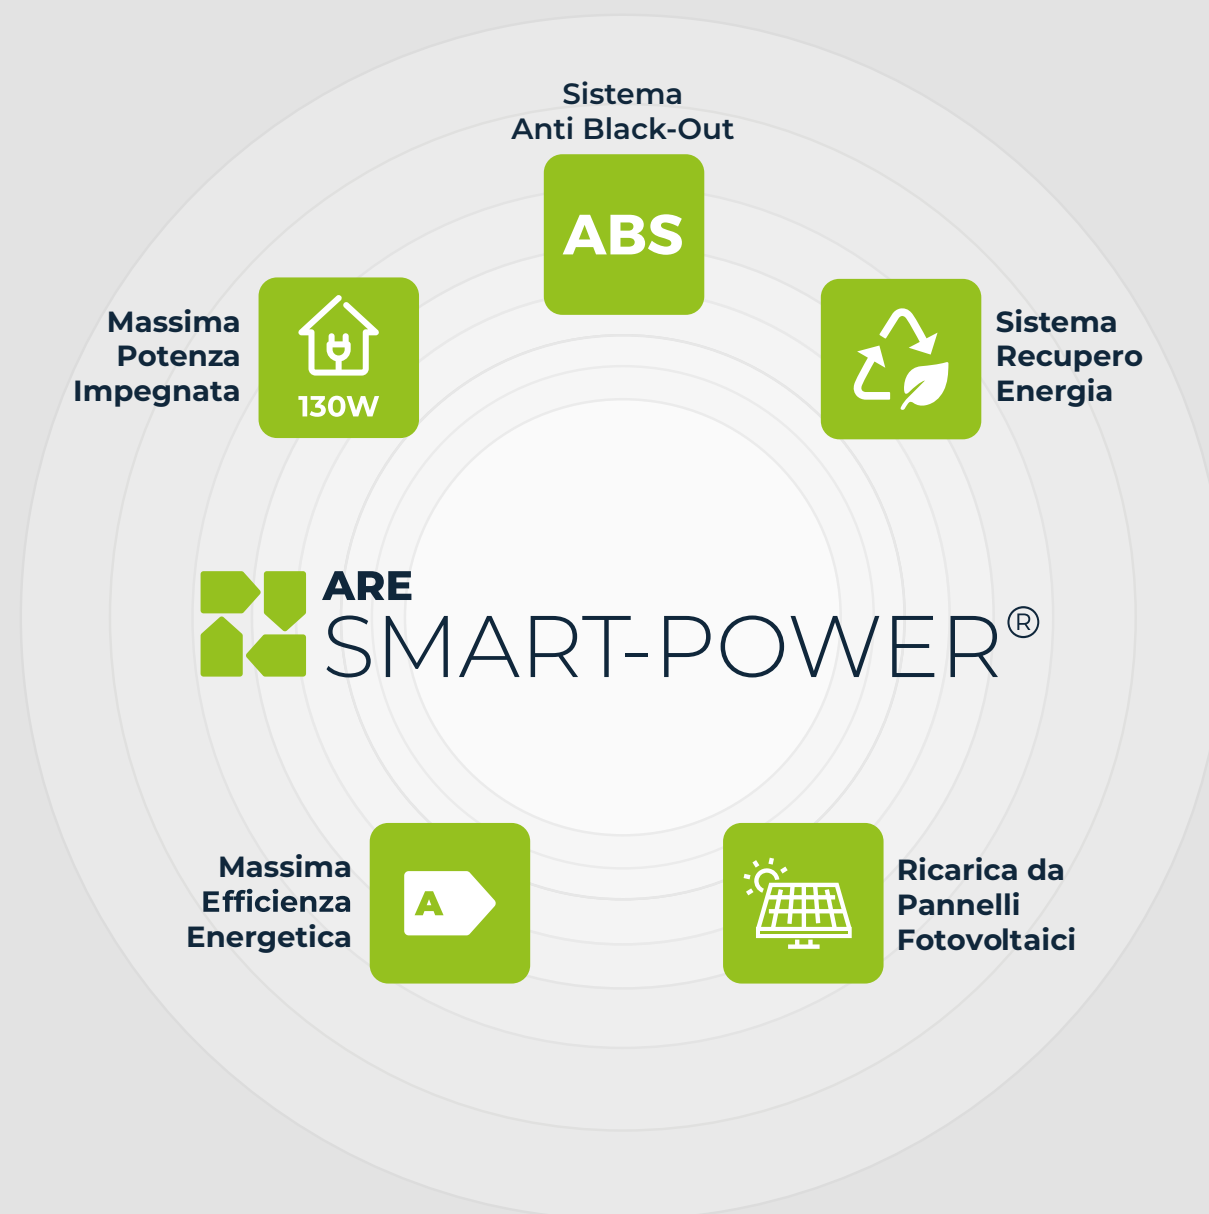 Sistema
Anti Black-Out
ABS
Massima
Potenza
Impegnata
130W
Sistema
Recupero
Energia
ARE
SMART-POWER®
Massima
Efficienza
Energetica
A
Ricarica da
Pannelli
Fotovoltaici